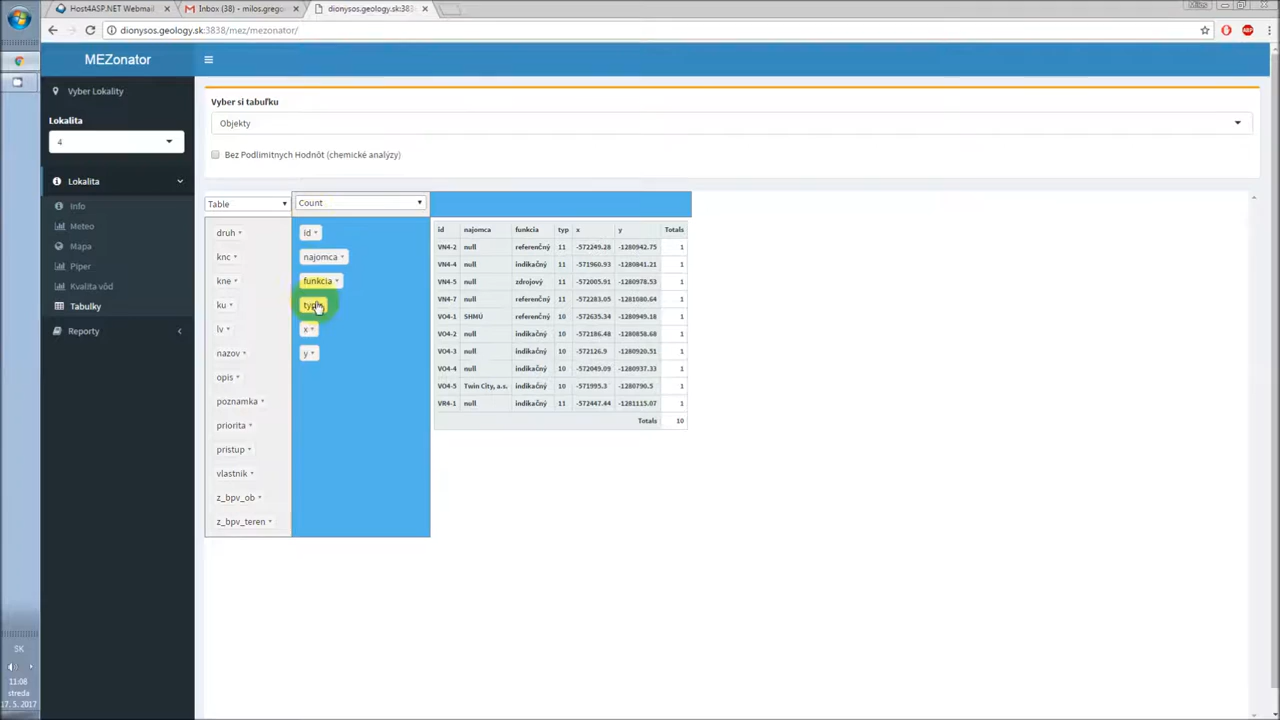 Host4ASP.NET Webmail
Inbox (38) - milos.grego
dionysos.geology.sk:3838
Milos
dionysos.geology.sk:3838/mez/mezonator/
MEZonator
Vyber Lokality
Lokalita
4
Lokalita
Info
Meteo
Mapa
Piper
Kvalita vôd
Tabulky
Reporty
Vyber si tabuľku
Objekty
Bez Podlimitnych Hodnôt (chemické analýzy)
Table
Count
druh
knc
kne
ku
lv
nazov
opis
poznamka
priorita
pristup
vlastnik
z_bpv_ob
z_bpv_teren
id
najomca
funkcia
x
y
id najomca funkcia typ x y Totals
VN4-2 null referenčný 11 -572249.28 -1280942.75 1
VN4-4 null indikačný 11 -571960.93 -1280841.21 1
VN4-5 null zdrojový 11 -572005.91 -1280978.53 1
VN4-7 null referenčný 11 -572283.05 -1281080.64 1
VO4-1 SHMÚ referenčný 10 -572635.34 -1280949.18 1
VO4-2 null indikačný 10 -572186.48 -1280858.68 1
VO4-3 null indikačný 10 -572126.9 -1280920.51 1
VO4-4 null indikačný 10 -572049.09 -1280937.33 1
VO4-5 Twin City, a.s. indikačný 10 -571995.3 -1280790.5 1
VR4-1 null indikačný 11 -572447.44 -1281115.07 1
Totals 10
SK
11:08
streda
17. 5. 2017